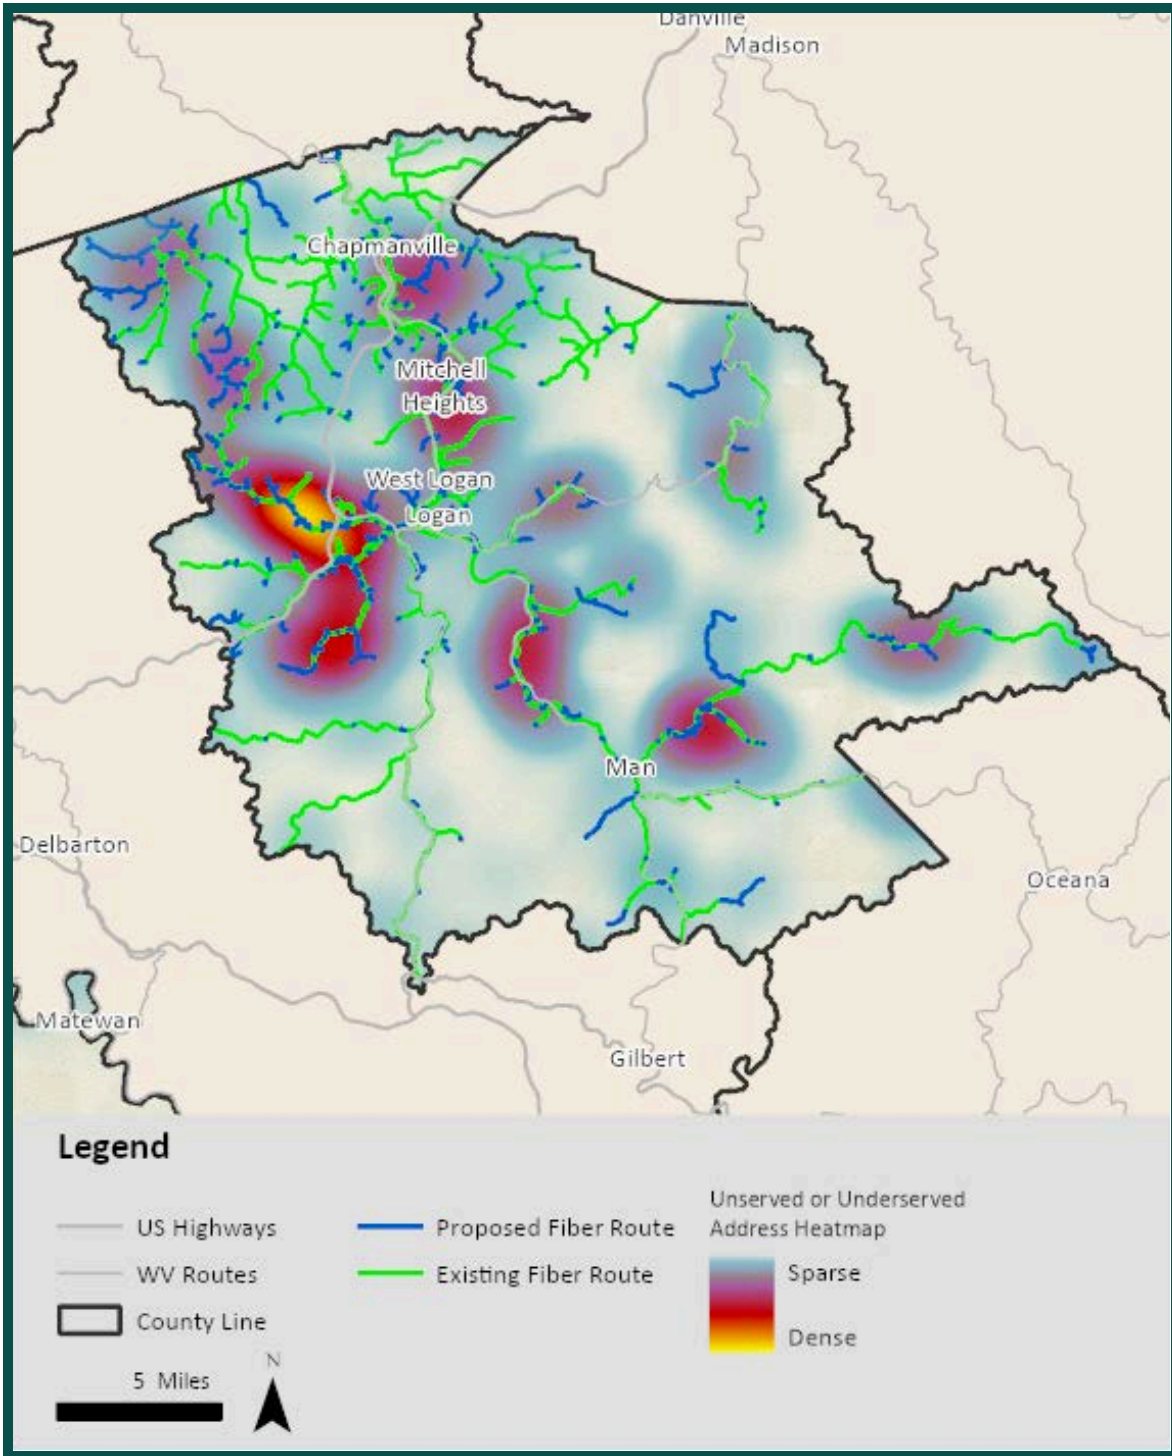 Danville
Madison
Chapmanville
Mitchell
Heights
West Logan
Logan
Man
Delbarton
Oceana
Matewan
Gilbert
Legend
US Highways
WV Routes
County Line
Proposed Fiber Route
Existing Fiber Route
Unserved or Underserved
Address Heatmap
Sparse
Dense
5 Miles
N